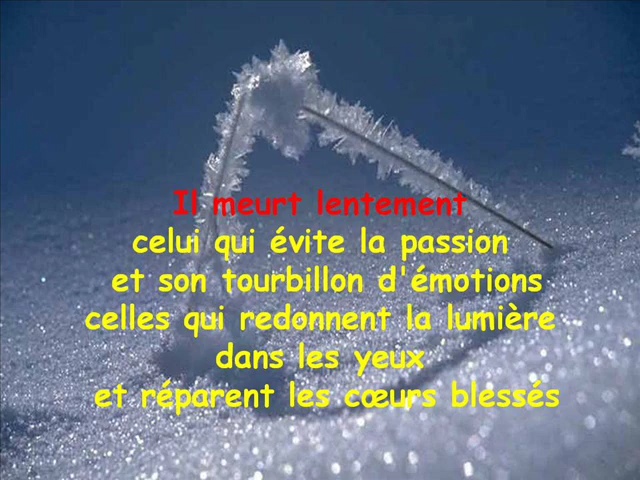 Il meurt lentement
celui qui évite la passion
et son tourbillon d'émotions
celles qui redonnent la lumière
dans les yeux
et réparent les cœurs blessés